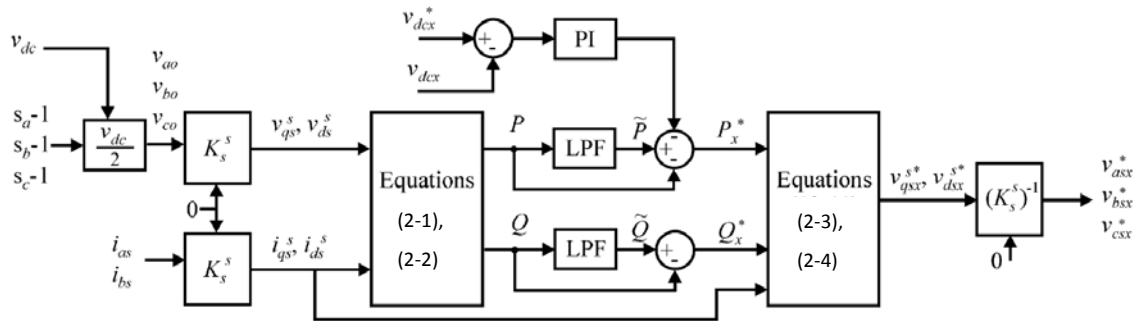 v_dcx^*
v_dc
v_dcx
+
-
PI
v_ao
v_bo
v_co
s_a-1
s_b-1
s_c-1
v_dc
2
K_s^s
v_qs^s, v_ds^s
Equations
(2-1),
(2-2)
P
LPF
P̃
-
+
-
P_x^*
Equations
(2-3),
(2-4)
v_qsx^s*, v_dsx^s*
(K_s^s)^-1
v_asx^*
v_bsx^*
v_csx^*
0
0
i_as
i_bs
K_s^s
i_qs^s, i_ds^s
Q
LPF
Q̃
+
-
Q_x^*